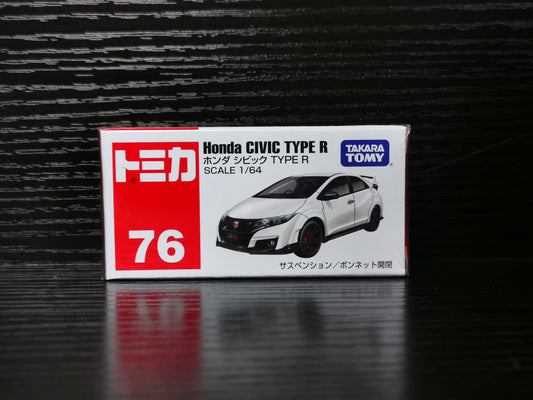 トミカ
76
Honda CIVIC TYPE R
ホンダ シビック TYPE R
SCALE 1/64
TAKARA
TOMY
サスペンション／ボンネット開閉